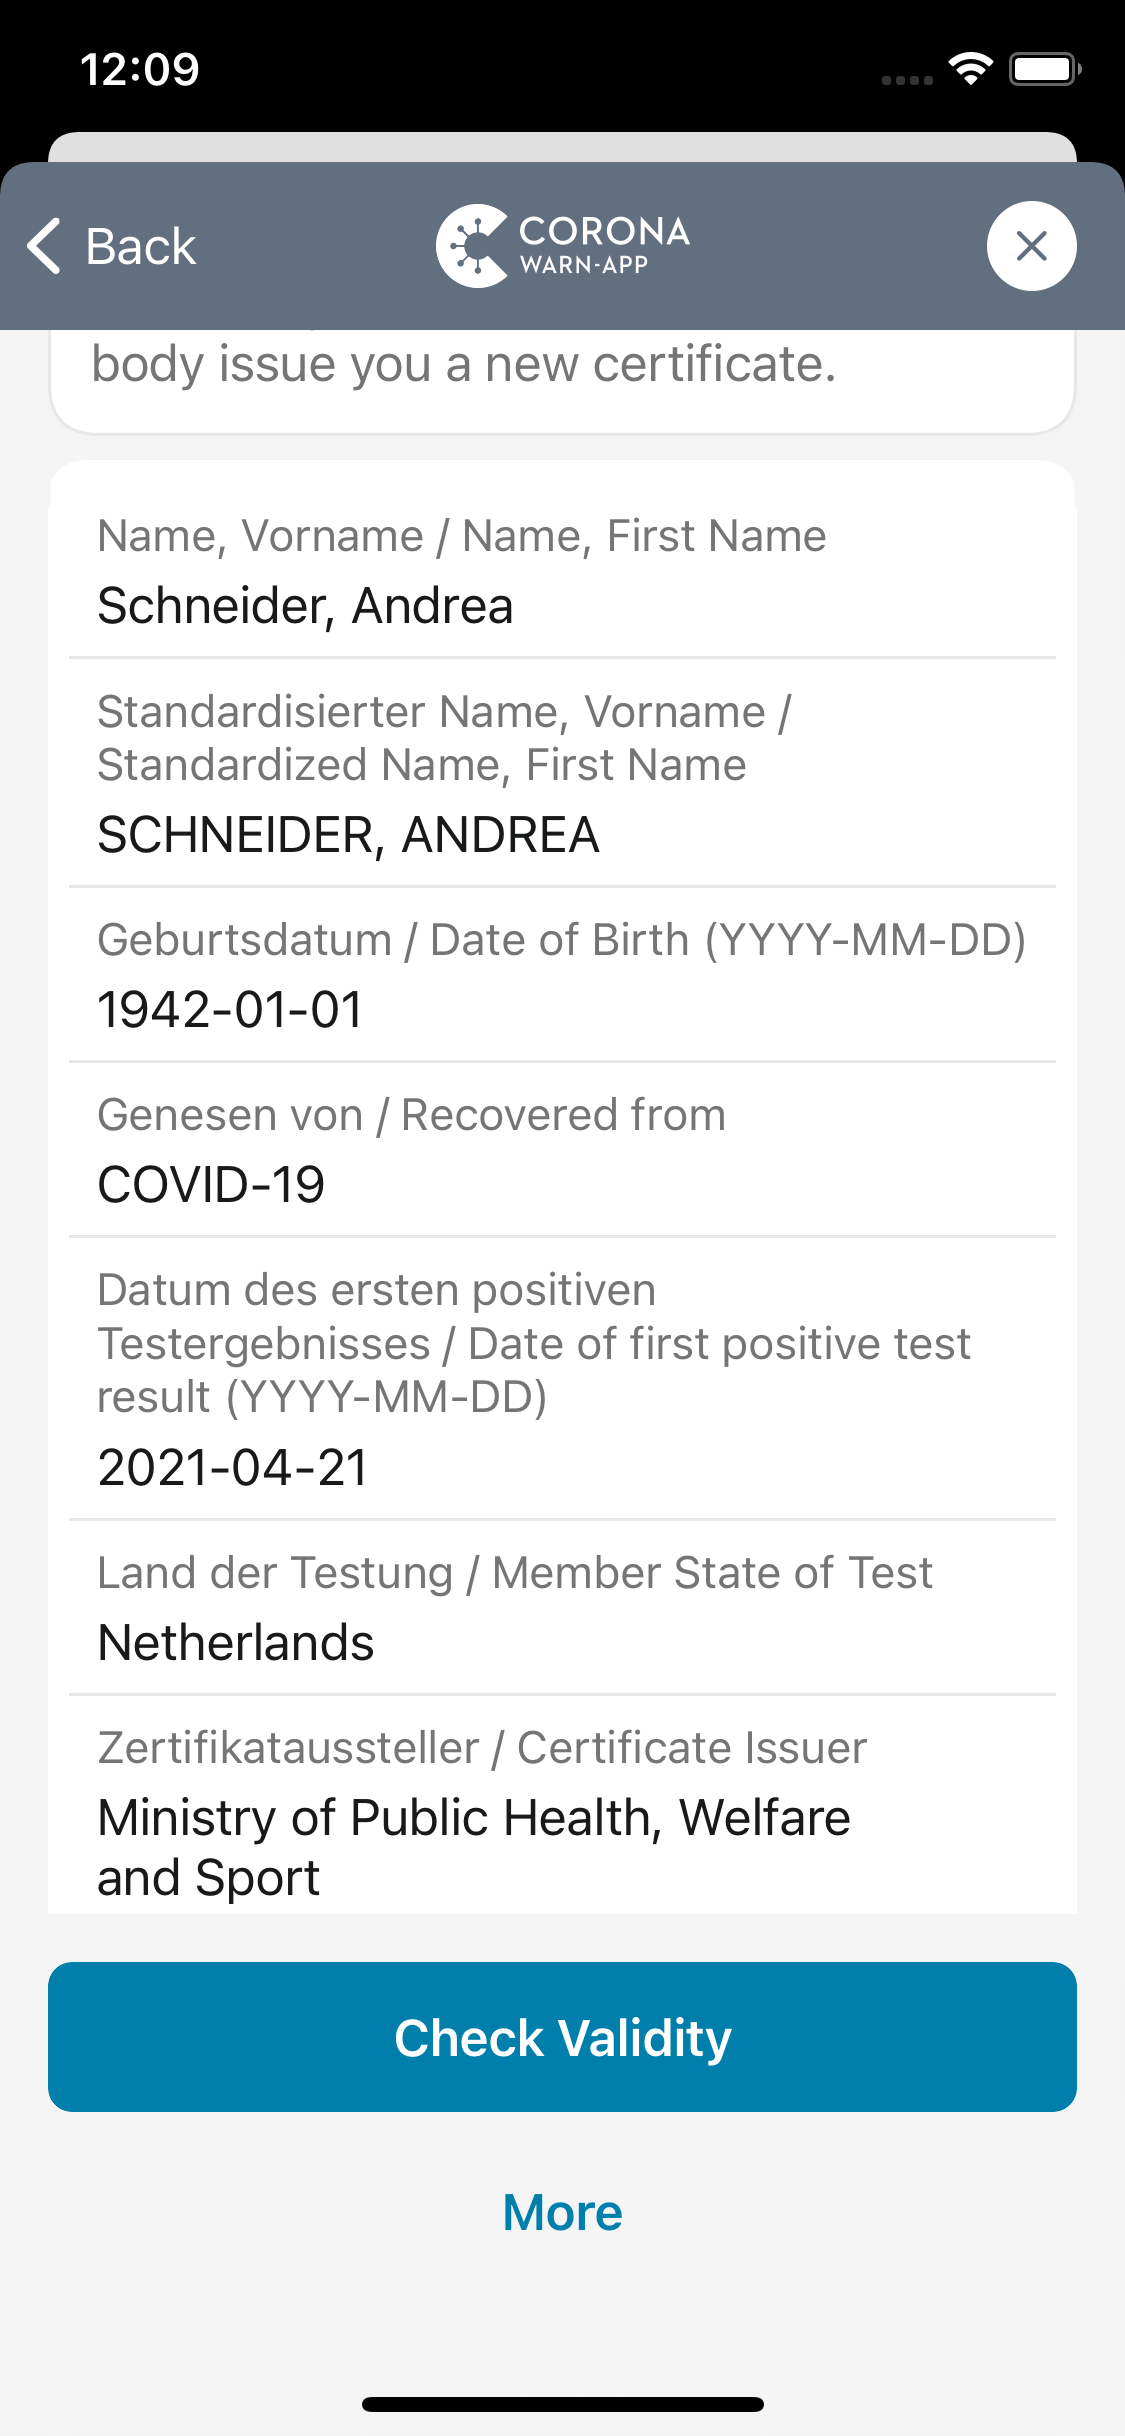 12:09
Back
CORONA
WARN-APP
body issue you a new certificate.
Name, Vorname / Name, First Name
Schneider, Andrea
Standardisierter Name, Vorname /
Standardized Name, First Name
SCHNEIDER, ANDREA
Geburtsdatum / Date of Birth (YYYY-MM-DD)
1942-01-01
Genesen von / Recovered from
COVID-19
Datum des ersten positiven
Testergebnisses / Date of first positive test
result (YYYY-MM-DD)
2021-04-21
Land der Testung / Member State of Test
Netherlands
Zertifikataussteller / Certificate Issuer
Ministry of Public Health, Welfare
and Sport
Check Validity
More